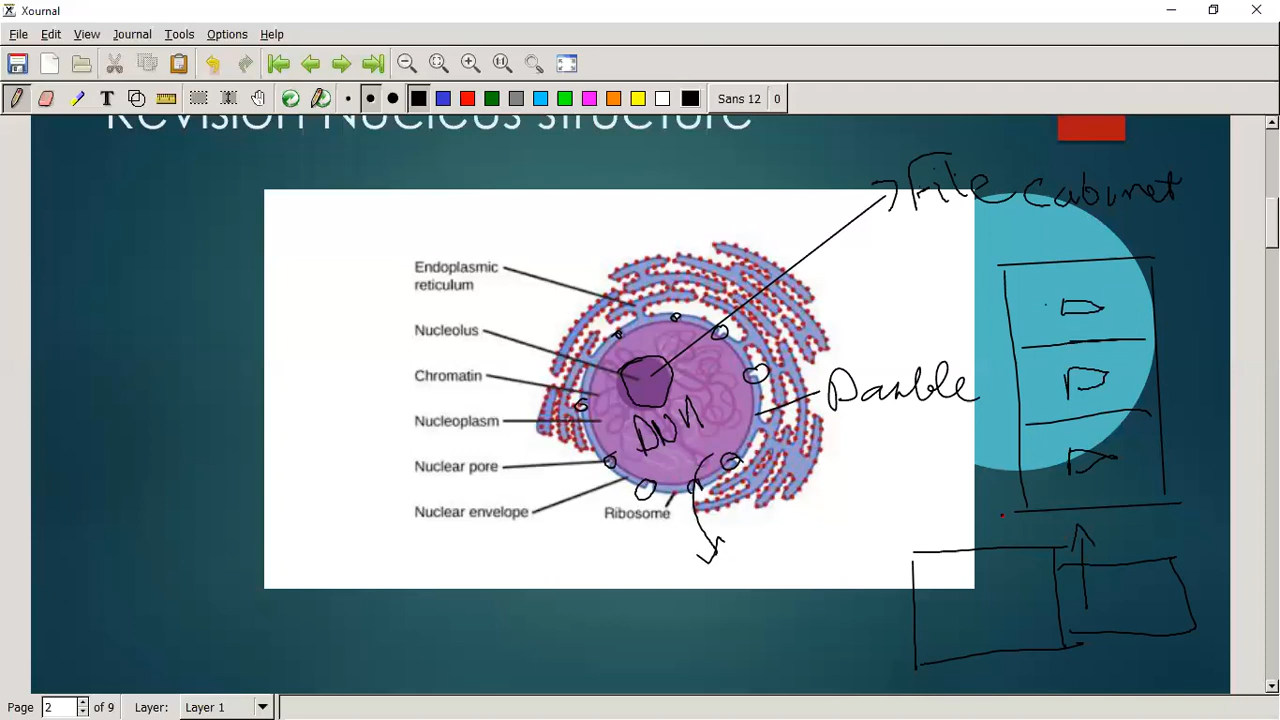 Xournal
File Edit View Journal Tools Options Help
Sans 12 0
Revision Nucleus structure
File cabinet
Endoplasmic
reticulum
Nucleolus
Chromatin
Nucleoplasm
Nuclear pore
Nuclear envelope
Ribosome
DNA
Double
Page 2 of 9 Layer: Layer 1